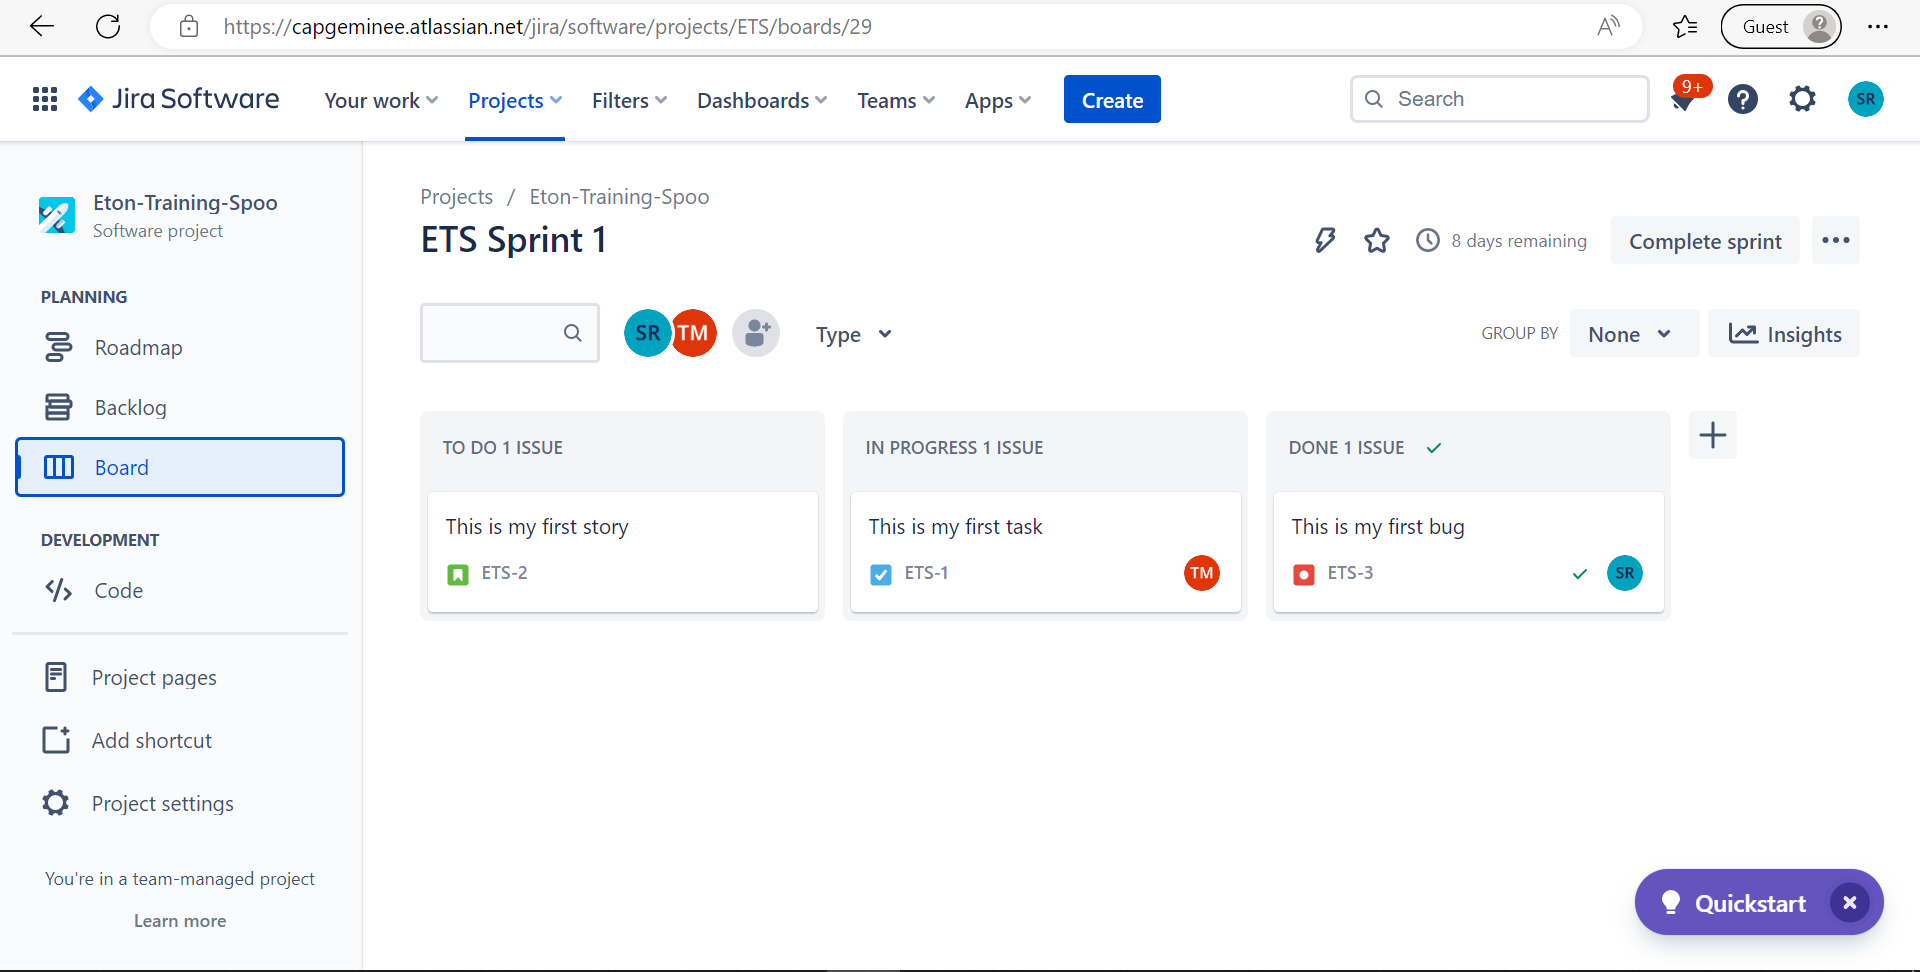 https://capgeminee.atlassian.net/jira/software/projects/ETS/boards/29
A
Guest
?
Jira Software
Your work
Projects
Filters
Dashboards
Teams
Apps
Create
Search
9+
?
SR
Eton-Training-Spoo
Software project
PLANNING
Roadmap
Backlog
Board
DEVELOPMENT
Code
Project pages
Add shortcut
Project settings
You're in a team-managed project
Learn more
Projects / Eton-Training-Spoo
ETS Sprint 1
8 days remaining
Complete sprint
SR
TM
Type
GROUP BY
None
Insights
TO DO 1 ISSUE
This is my first story
ETS-2
IN PROGRESS 1 ISSUE
This is my first task
ETS-1
TM
DONE 1 ISSUE
This is my first bug
ETS-3
SR
Quickstart